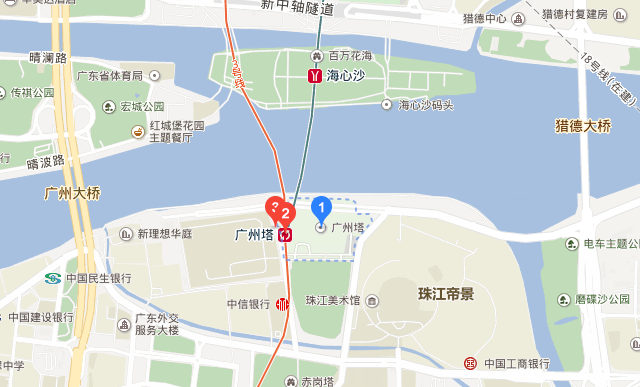 新中轴隧道
猎德中心
猎德村复建房
晴澜路
3号线
百万花海
广东省体育局
海心沙
18号线(在建)
传祺公园
宏城公园
海心沙码头
红城堡花园
主题餐厅
猎德大桥
行
晴波路
广州大桥
3
2
1
广州塔
广州塔
新理想华庭
电车主题公
中国民生银行
珠江帝景
中信银行
珠江美术馆
磨碟沙公园
中国建设银行
广东外交
服务大楼
中学
中国工商银行
赤岗塔